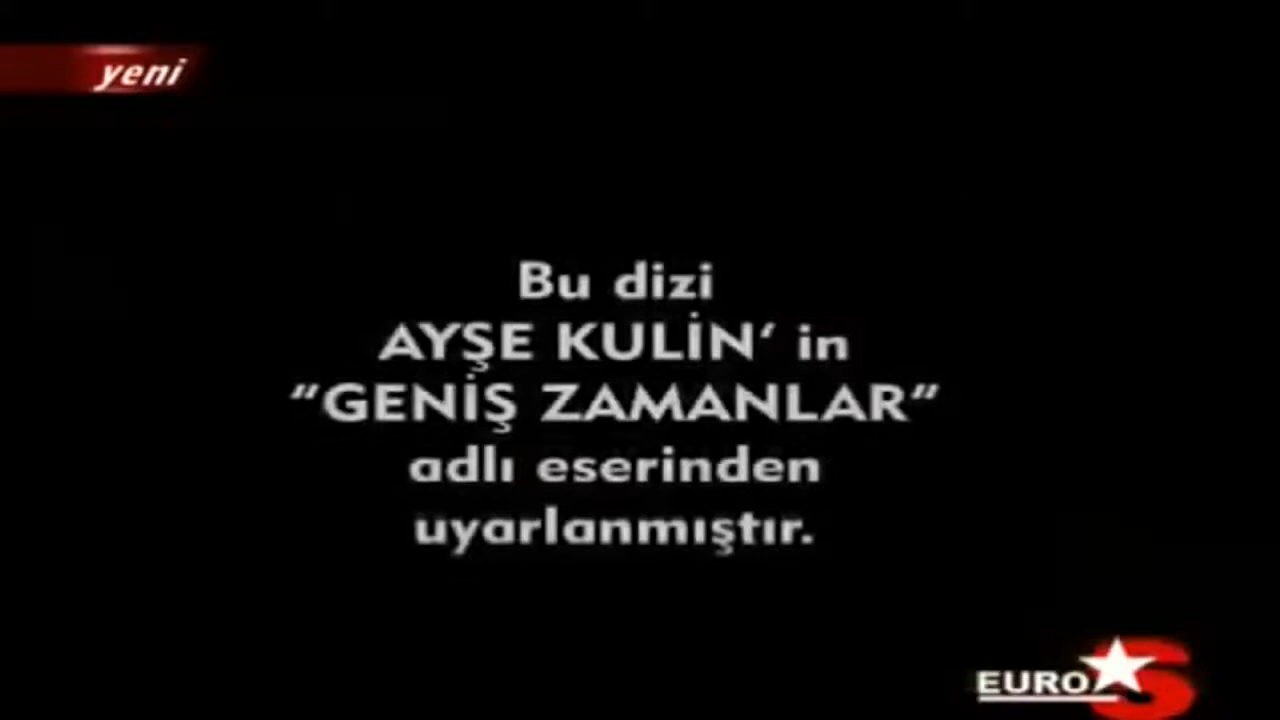 yeni
Bu dizi
AYŞE KULİN‘ in
"GENİŞ ZAMANLAR"
adlı eserinden
uyarlanmıştır.
EURO S